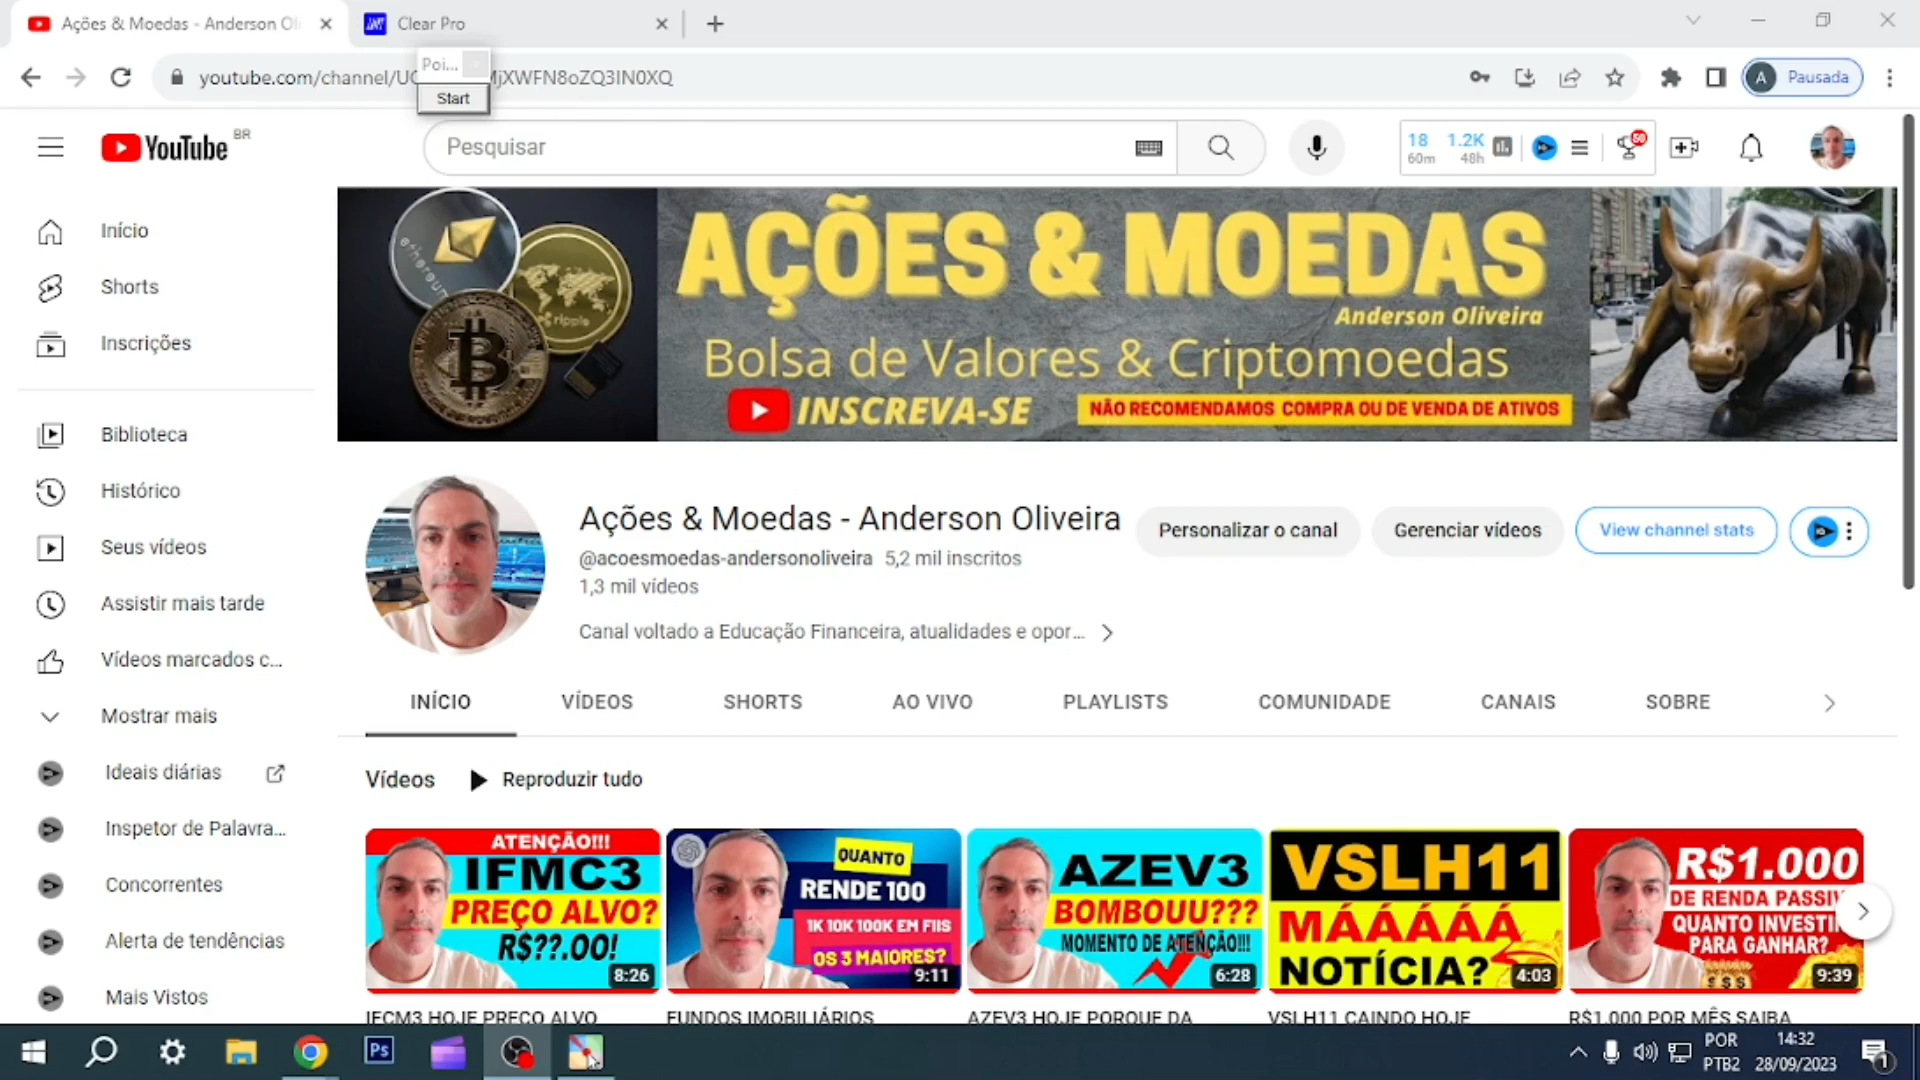 Ações & Moedas - Anderson Oli
Clear Pro
Poi...
Start
youtube.com/channel/UC
MjXWFN8oZQ3IN0XQ
A
Pausada
YouTube BR
Pesquisar
18 1.2K
60m 48h
50
Início
Shorts
Inscrições
Biblioteca
Histórico
Seus vídeos
Assistir mais tarde
Vídeos marcados c...
Mostrar mais
Ideais diárias
Inspetor de Palavra...
Concorrentes
Alerta de tendências
Mais Vistos
ethereum
ripple
AÇÕES & MOEDAS
Anderson Oliveira
Bolsa de Valores & Criptomoedas
INSCREVA-SE
NÃO RECOMENDAMOS COMPRA OU DE VENDA DE ATIVOS
Ações & Moedas - Anderson Oliveira
@acoesmoedas-andersonoliveira 5,2 mil inscritos
1,3 mil vídeos
Canal voltado a Educação Financeira, atualidades e opor...
Personalizar o canal
Gerenciar vídeos
View channel stats
INÍCIO VÍDEOS SHORTS AO VIVO PLAYLISTS COMUNIDADE CANAIS SOBRE
Vídeos Reproduzir tudo
ATENÇÃO!!!
IFMC3
PREÇO ALVO?
R$??.00!
8:26
QUANTO
RENDE 100
1K 10K 100K EM FIIS
OS 3 MAIORES?
9:11
AZEV3
BOMBOUU???
MOMENTO DE ATENÇÃO!!!
6:28
VSLH11
MÁÁÁÁÁ
NOTÍCIA?
4:03
R$1.000
DE RENDA PASSIV
QUANTO INVESTI
PARA GANHAR?
$$$
9:39
IFCM3 HOJE PREÇO ALVO
FUNDOS IMOBILIÁRIOS
AZEV3 HOJE PORQUE DA
VSLH11 CAINDO HOJE
R$1.000 POR MÊS SAIBA
Ps
POR
PTB2
14:32
28/09/2023
1